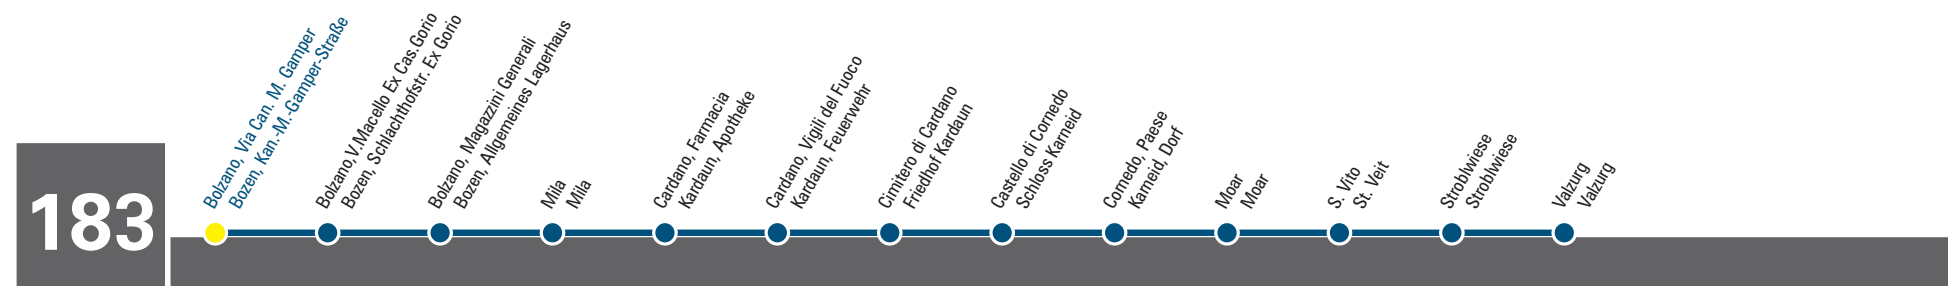 183
Bolzano, Via Can. M. Gamper
Bozen, Kan.-M.-Gamper-Straße
Bolzano,V.Macello Ex Cas.Gorio
Bozen, Schlachthofstr. Ex Gorio
Bolzano, Magazzini Generali
Bozen, Allgemeines Lagerhaus
Mila
Mila
Cardano, Farmacia
Kardaun, Apotheke
Cardano, Vigili del Fuoco
Kardaun, Feuerwehr
Cimitero di Cardano
Friedhof Kardaun
Castello di Cornedo
Schloss Karneid
Cornedo, Paese
Karneid, Dorf
Moar
Moar
S. Vito
St. Veit
Stroblwiese
Stroblwiese
Valzurg
Valzurg